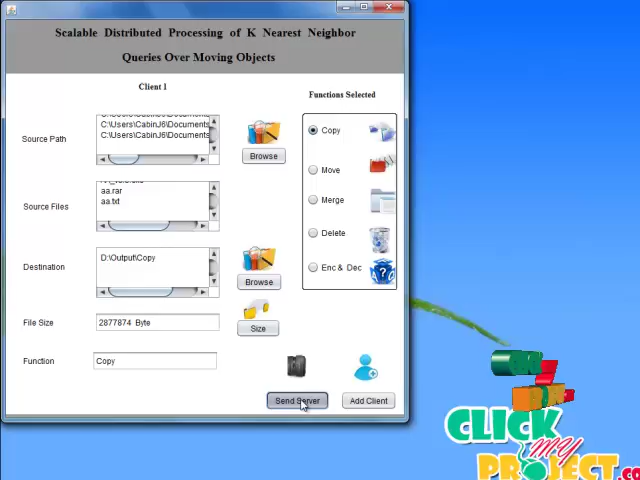 Scalable Distributed Processing of K Nearest Neighbor
Queries Over Moving Objects
Client 1
Functions Selected
Source Path
C:\Users\CabinJ6\Documents
C:\Users\CabinJ6\Documents
Browse
Copy
Move
Merge
Delete
Enc & Dec
Source Files
aa.rar
aa.txt
Destination
D:\Output\Copy
Browse
File Size
2877874 Byte
Size
Function
Copy
Send Server
Add Client
CLICK
MY
PROJECT.CO